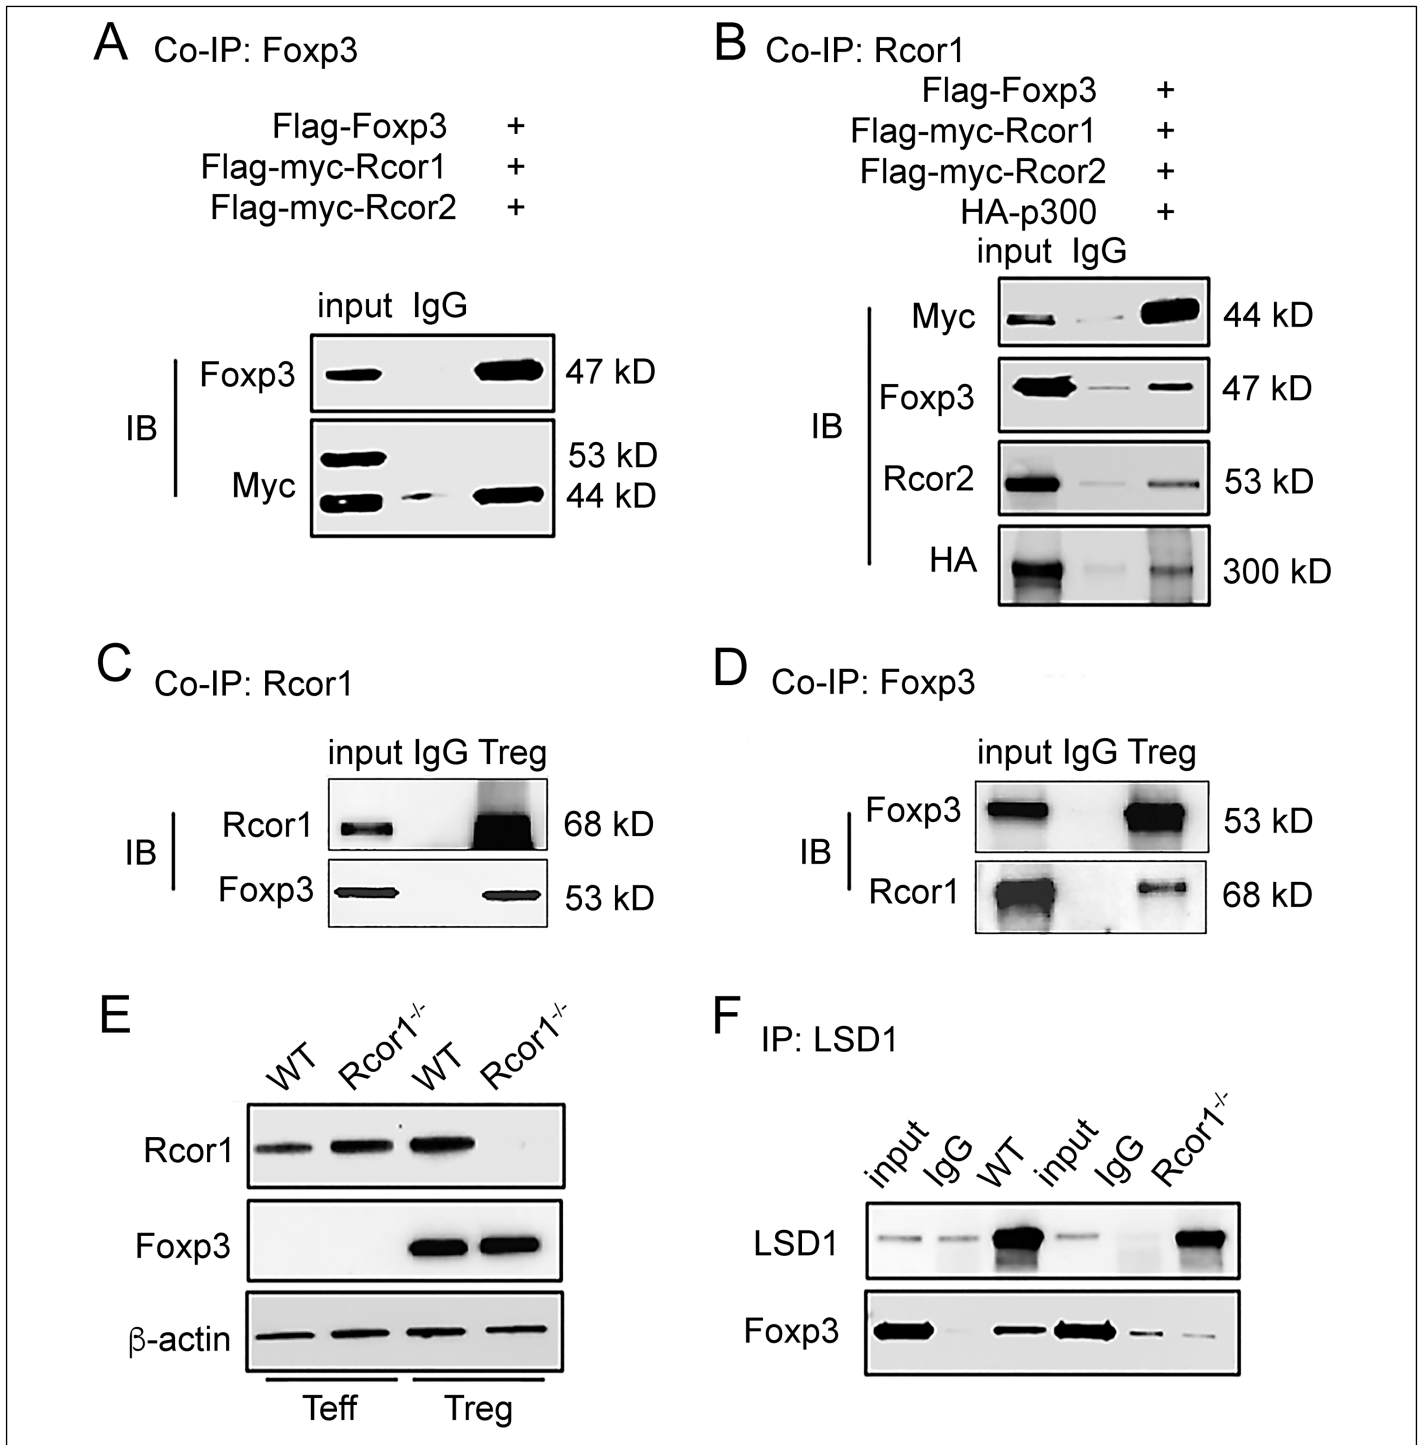 A Co-IP: Foxp3
Flag-Foxp3 +
Flag-myc-Rcor1 +
Flag-myc-Rcor2 +
input IgG
IB
Foxp3 47 kD
Myc 53 kD
44 kD
B Co-IP: Rcor1
Flag-Foxp3 +
Flag-myc-Rcor1 +
Flag-myc-Rcor2 +
HA-p300 +
input IgG
IB
Myc 44 kD
Foxp3 47 kD
Rcor2 53 kD
HA 300 kD
C Co-IP: Rcor1
input IgG Treg
IB
Rcor1 68 kD
Foxp3 53 kD
D Co-IP: Foxp3
input IgG Treg
IB
Foxp3 53 kD
Rcor1 68 kD
E
WT Rcor1-/- WT Rcor1-/-
Rcor1
Foxp3
β-actin
Teff Treg
F IP: LSD1
input IgG WT input IgG Rcor1-/-
LSD1
Foxp3